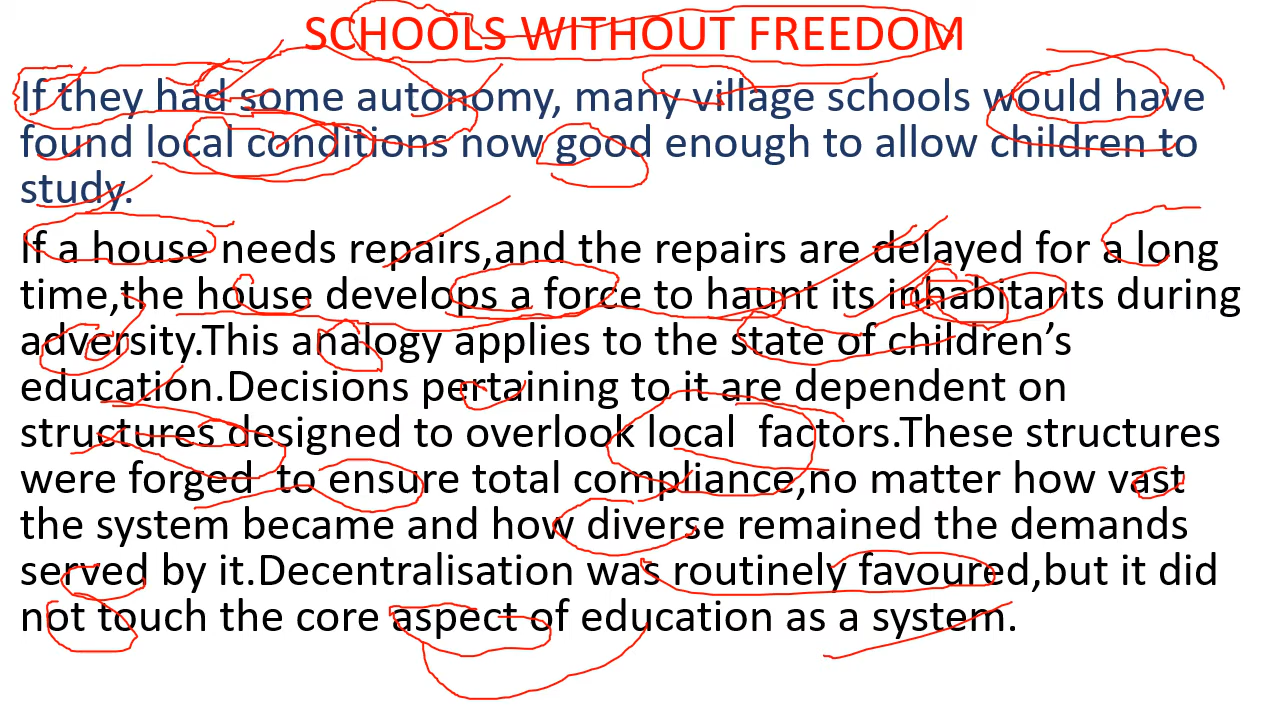 SCHOOLS WITHOUT FREEDOM
If they had some autonomy, many village schools would have
found local conditions now good enough to allow children to
study.
If a house needs repairs,and the repairs are delayed for a long
time,the house develops a force to haunt its inhabitants during
adversity.This analogy applies to the state of children’s
education.Decisions pertaining to it are dependent on
structures designed to overlook local  factors.These structures
were forged  to ensure total compliance,no matter how vast
the system became and how diverse remained the demands
served by it.Decentralisation was routinely favoured,but it did
not touch the core aspect of education as a system.